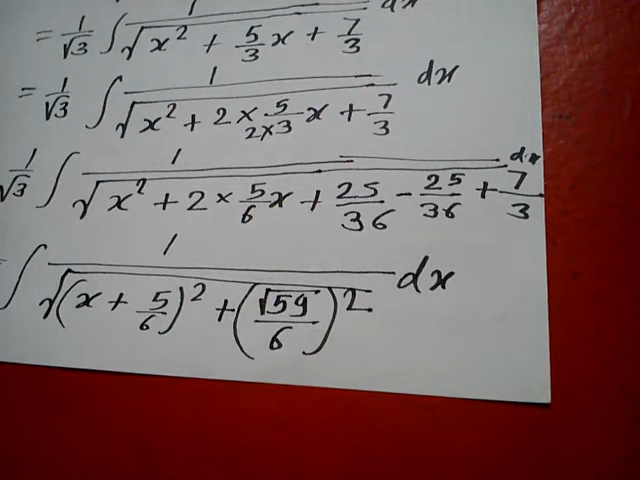 = 1/√3 ∫ 1/√(x² + 5/3 x + 7/3) dx
= 1/√3 ∫ 1/√(x² + 2 × 5/(2×3) x + 7/3) dx
1/√3 ∫ 1/√(x² + 2 × 5/6 x + 25/36 - 25/36 + 7/3) dx
∫ 1/√((x + 5/6)² + (√59/6)²) dx